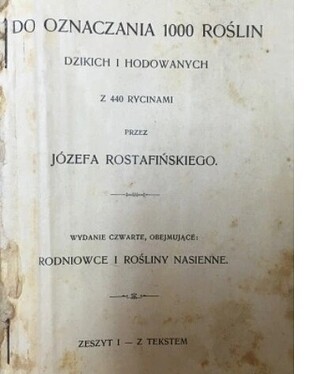 DO OZNACZANIA 1000 ROŚLIN
DZIKICH I HODOWANYCH
Z 440 RYCINAMI
PRZEZ
JÓZEFA ROSTAFIŃSKIEGO.
WYDANIE CZWARTE, OBEJMUJĄCE:
RODNIOWCE I ROŚLINY NASIENNE.
ZESZYT I — Z TEKSTEM